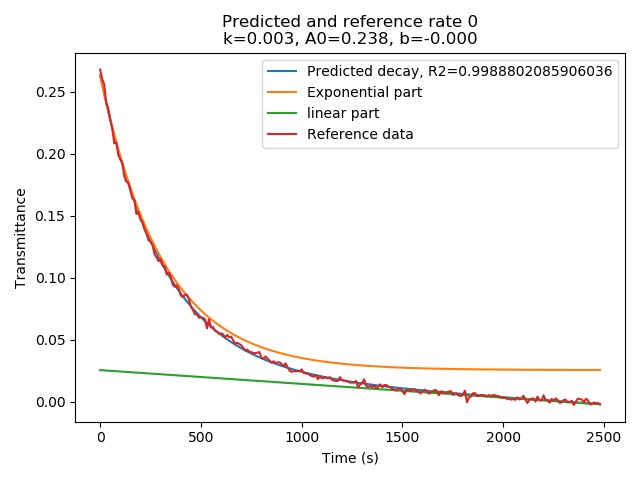 Predicted and reference rate 0
k=0.003, A0=0.238, b=-0.000
Predicted decay, R2=0.9988802085906036
Exponential part
linear part
Reference data
Transmittance
0.25
0.20
0.15
0.10
0.05
0.00
0
500
1000
1500
2000
2500
Time (s)